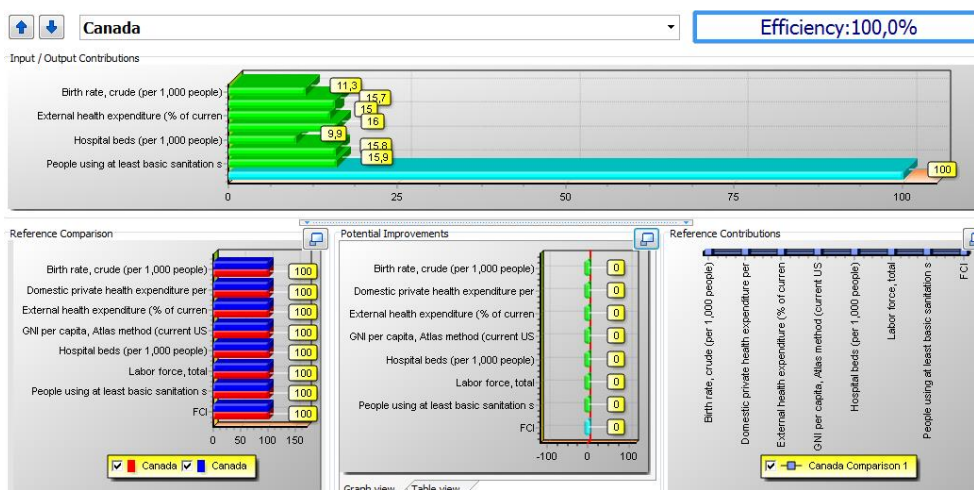 Canada
Efficiency:100,0%
Input / Output Contributions
Birth rate, crude (per 1,000 people)
External health expenditure (% of curren
Hospital beds (per 1,000 people)
People using at least basic sanitation s
11,3
15,7
15
16
9,9
15,8
15,9
100
0
25
50
75
100
Reference Comparison
Birth rate, crude (per 1,000 people)
100
Domestic private health expenditure per
100
External health expenditure (% of curren
100
GNI per capita, Atlas method (current US
100
Hospital beds (per 1,000 people)
100
Labor force, total
100
People using at least basic sanitation s
100
FCI
100
0 50 100 150
Canada Canada
Potential Improvements
Birth rate, crude (per 1,000 people)
0
Domestic private health expenditure per
0
External health expenditure (% of curren
0
GNI per capita, Atlas method (current US
0
Hospital beds (per 1,000 people)
0
Labor force, total
0
People using at least basic sanitation s
0
FCI
0
-100 0 100
Graph view Table view
Reference Contributions
Birth rate, crude (per 1,000 people)
Domestic private health expenditure per
External health expenditure (% of curren
GNI per capita, Atlas method (current US
Hospital beds (per 1,000 people)
Labor force, total
People using at least basic sanitation s
FCI
Canada Comparison 1